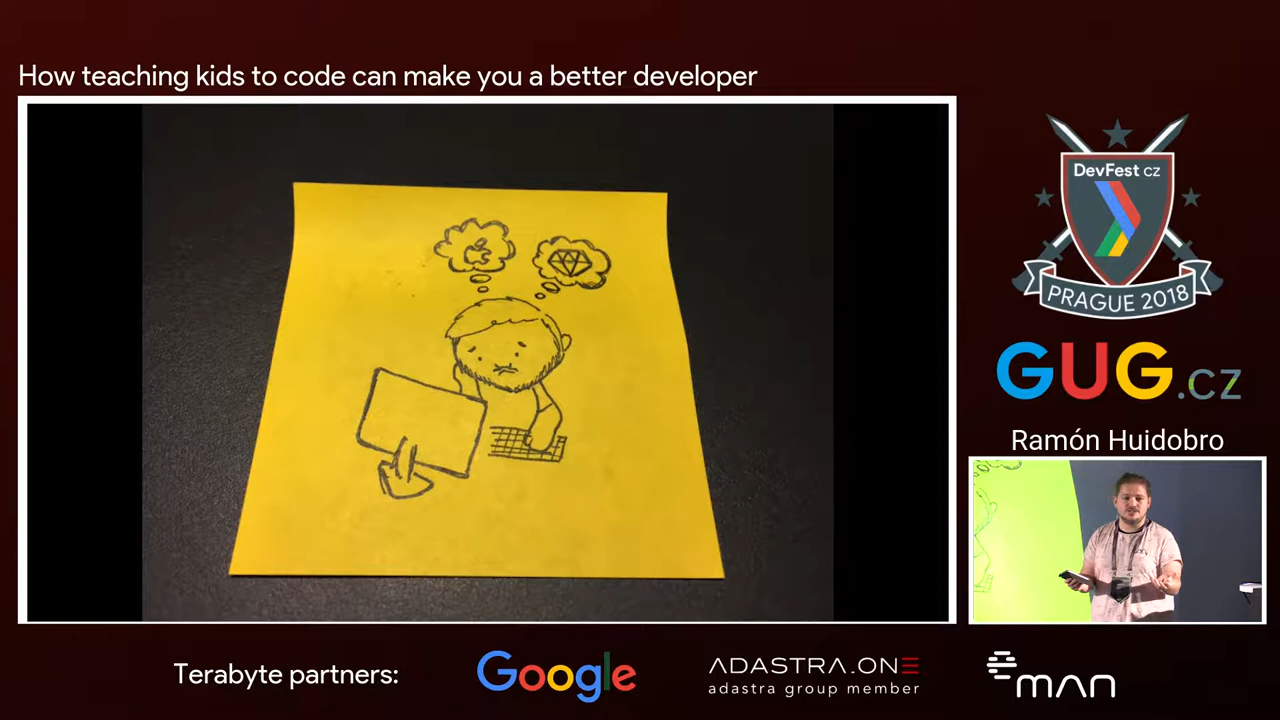 How teaching kids to code can make you a better developer
DevFest cz
PRAGUE 2018
GUG.cz
Ramón Huidobro
Terabyte partners:
Google
ADASTRA.ONE
adastra group member
man